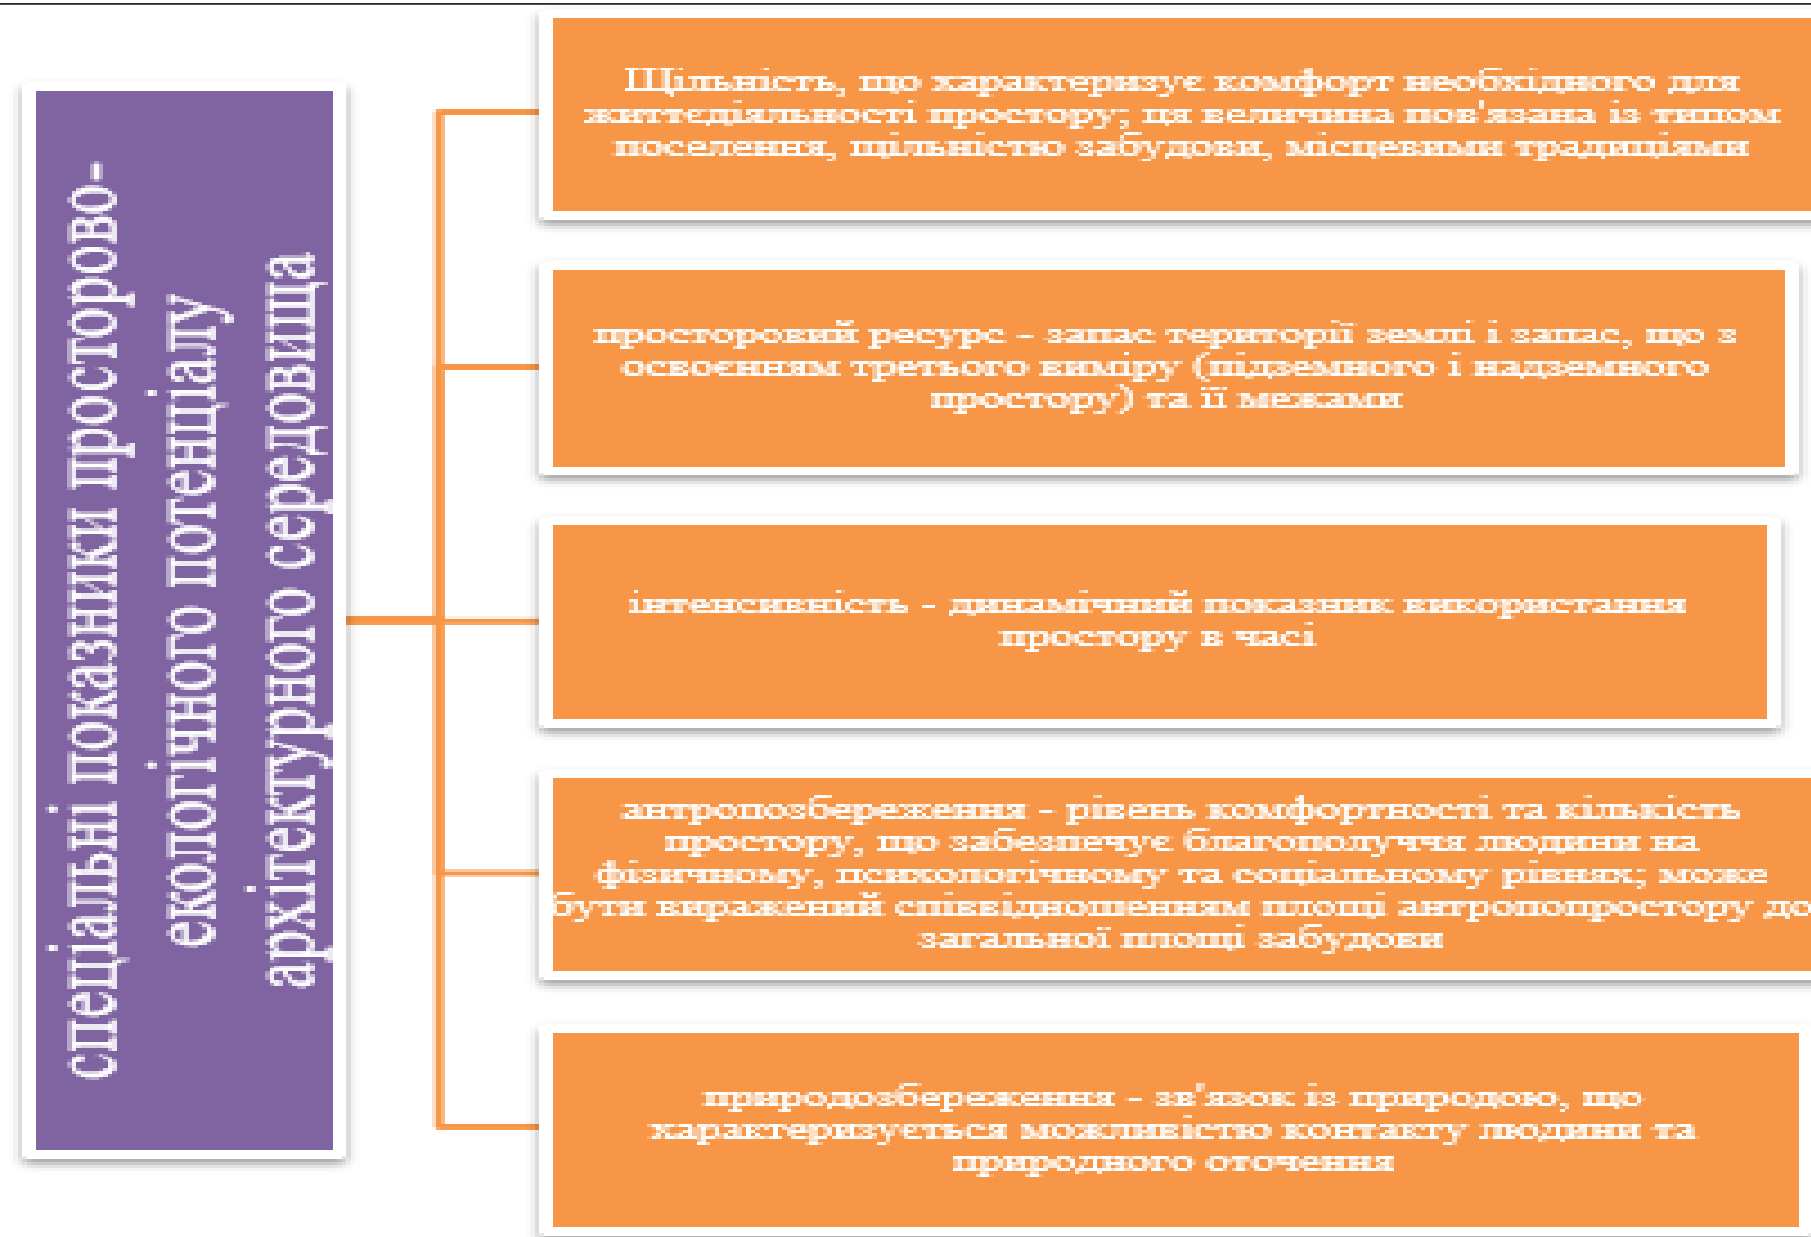 спеціальні показники просторово-
екологічного потенціалу
архітектурного середовища
Щільність, що характеризує комфорт необхідного для
життєдіяльності простору; ця величина пов'язана із типом
поселення, щільністю забудови, місцевими традиціями
просторовий ресурс – запас території землі і запас, що з
освоєнням третього виміру (підземного і надземного
простору) та її межами
інтенсивність - динамічний показник використання
простору в часі
антропозбереження - рівень комфортності та кількість
простору, що забезпечує благополуччя людини на
фізичному, психологічному та соціальному рівнях; може
бути виражений співвідношенням площі антропопростору до
загальної площі забудови
природозбереження - зв'язок із природою, що
характеризується можливістю контакту людини та
природного оточення